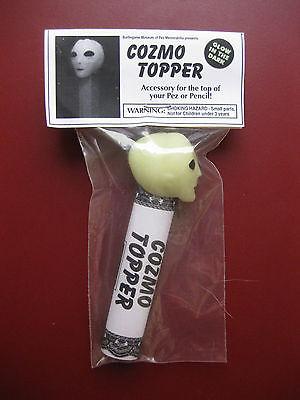 Burlingame Museum of Pez Memorabilia presents
COZMO
TOPPER
GLOW
IN THE
DARK
Accessory for the top of
your Pez or Pencil!
WARNING: CHOKING HAZARD - Small parts.
Not for Children under 3 years
COZMO
TOPPER